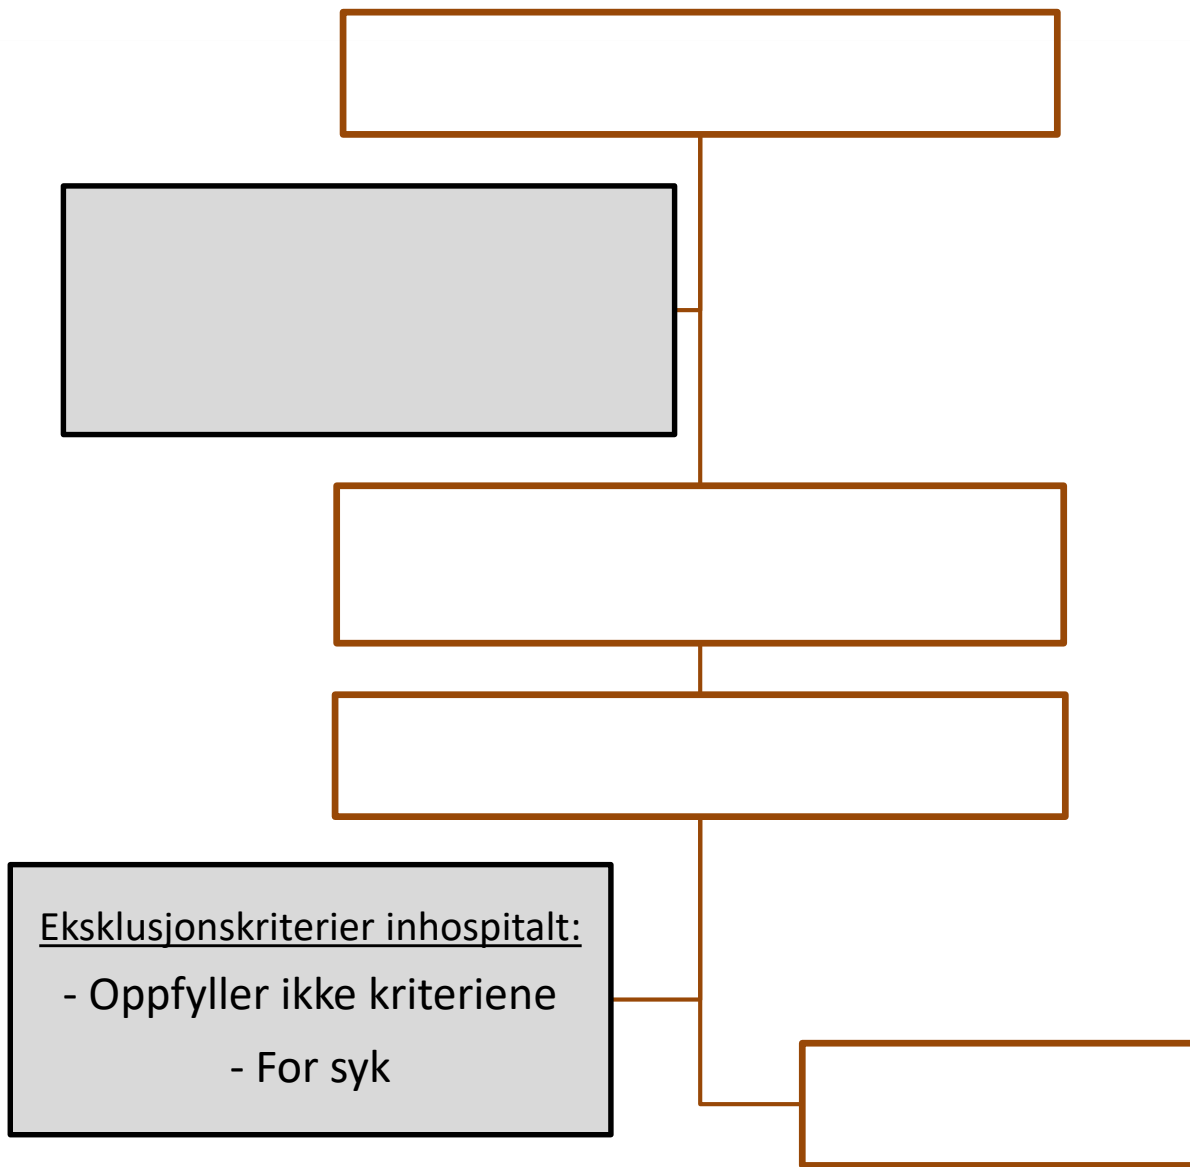 Eksklusjonskriterier inhospitalt:
- Oppfyller ikke kriteriene
- For syk